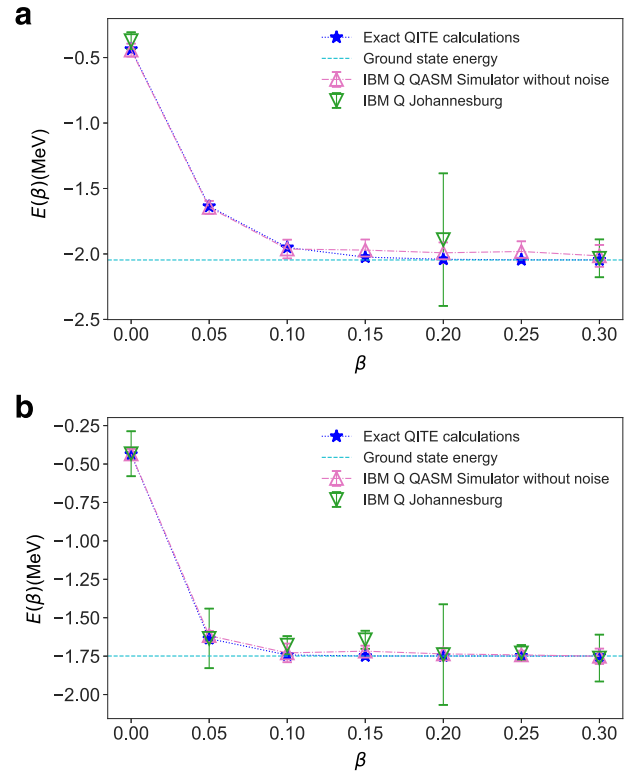 a
Exact QITE calculations
Ground state energy
IBM Q QASM Simulator without noise
IBM Q Johannesburg
−0.5
−1.0
−1.5
−2.0
−2.5
E(β)(MeV)
0.00 0.05 0.10 0.15 0.20 0.25 0.30
β
b
Exact QITE calculations
Ground state energy
IBM Q QASM Simulator without noise
IBM Q Johannesburg
−0.25
−0.50
−0.75
−1.00
−1.25
−1.50
−1.75
−2.00
E(β)(MeV)
0.00 0.05 0.10 0.15 0.20 0.25 0.30
β